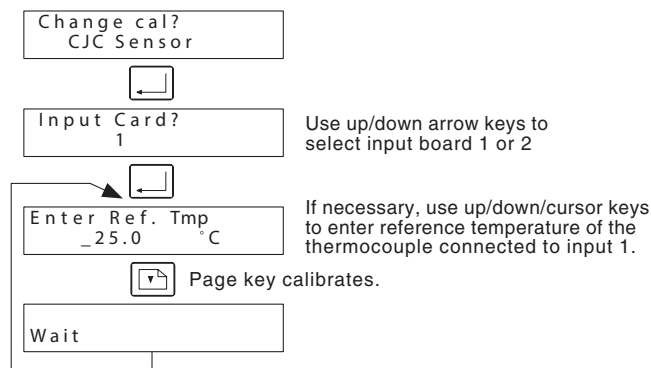 Change cal?
CJC Sensor
Input Card?
1
Use up/down arrow keys to
select input board 1 or 2
Enter Ref. Tmp
_25.0 °C
If necessary, use up/down/cursor keys
to enter reference temperature of the
thermocouple connected to input 1.
Page key calibrates.
Wait